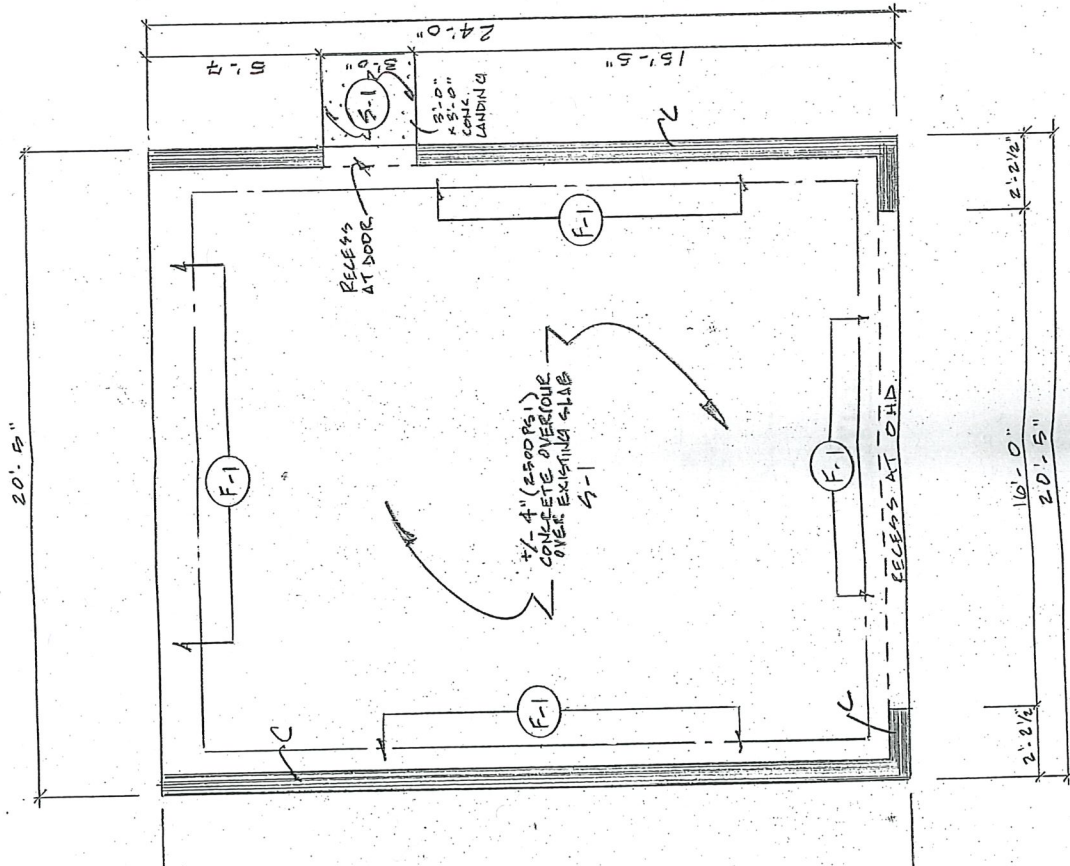 20'-5"
24'-0"
5'-7
3'-0"
15'-5"
S-1
3'-0"
x 3'-0"
CONC.
LANDING
C
RECESS
AT DOOR
F-1
F-1
+/- 4" (2500 PSI)
CONCRETE OVERPOUR
OVER EXISTING SLAB
S-1
F-1
F-1
C
C
RECESS AT OHD.
2'-2 1/2"
16'-0"
2'-2 1/2"
20'-5"